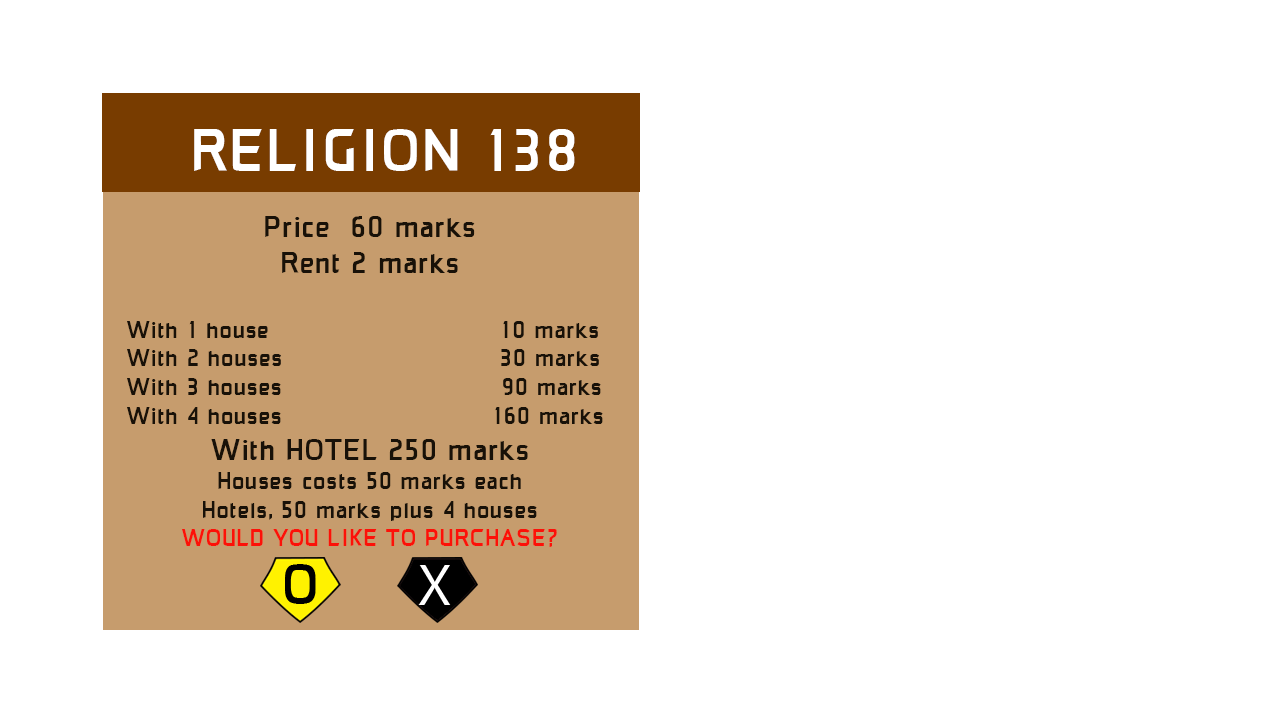 RELIGION 138
Price 60 marks
Rent 2 marks
With 1 house 10 marks
With 2 houses 30 marks
With 3 houses 90 marks
With 4 houses 160 marks
With HOTEL 250 marks
Houses costs 50 marks each
Hotels, 50 marks plus 4 houses
WOULD YOU LIKE TO PURCHASE?
O X